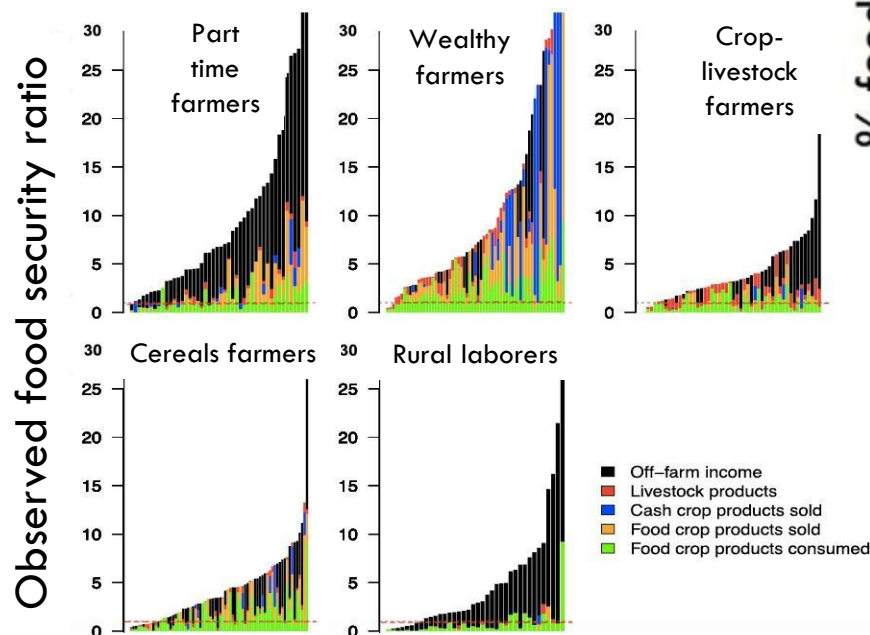 Observed food security ratio
Part
time
farmers
30
25
20
15
10
5
0
Wealthy
farmers
30
25
20
15
10
5
0
Crop-
livestock
farmers
30
25
20
15
10
5
0
Cereals farmers
30
25
20
15
10
5
0
Rural laborers
30
25
20
15
10
5
0
Off-farm income
Livestock products
Cash crop products sold
Food crop products sold
Food crop products consumed
%